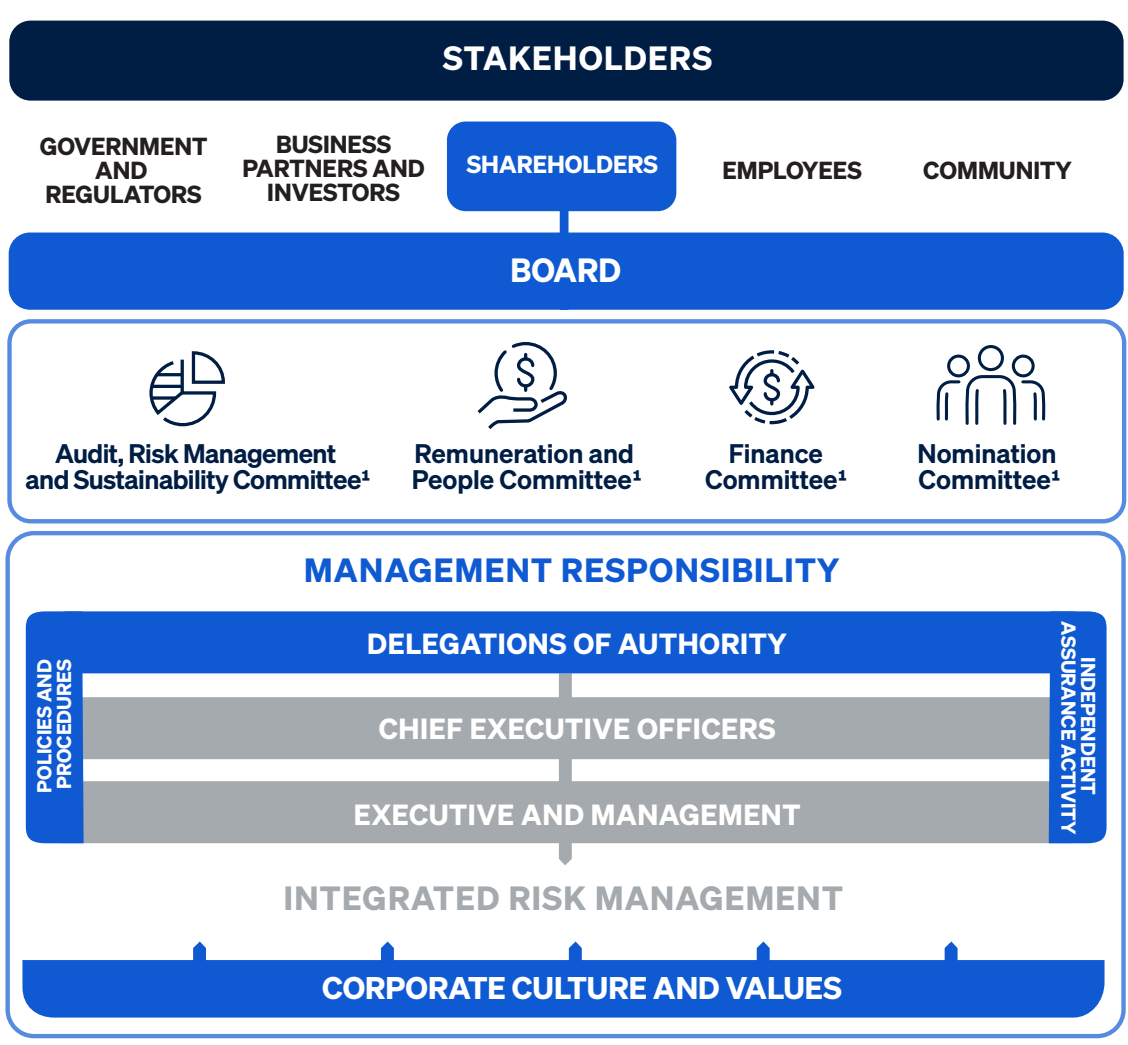 STAKEHOLDERS
GOVERNMENT
AND
REGULATORS
BUSINESS
PARTNERS AND
INVESTORS
SHAREHOLDERS
EMPLOYEES
COMMUNITY
BOARD
$
$
Audit, Risk Management
and Sustainability Committee¹
Remuneration and
People Committee¹
Finance
Committee¹
Nomination
Committee¹
MANAGEMENT RESPONSIBILITY
POLICIES AND
PROCEDURES
DELEGATIONS OF AUTHORITY
CHIEF EXECUTIVE OFFICERS
EXECUTIVE AND MANAGEMENT
INDEPENDENT
ASSURANCE ACTIVITY
INTEGRATED RISK MANAGEMENT
CORPORATE CULTURE AND VALUES